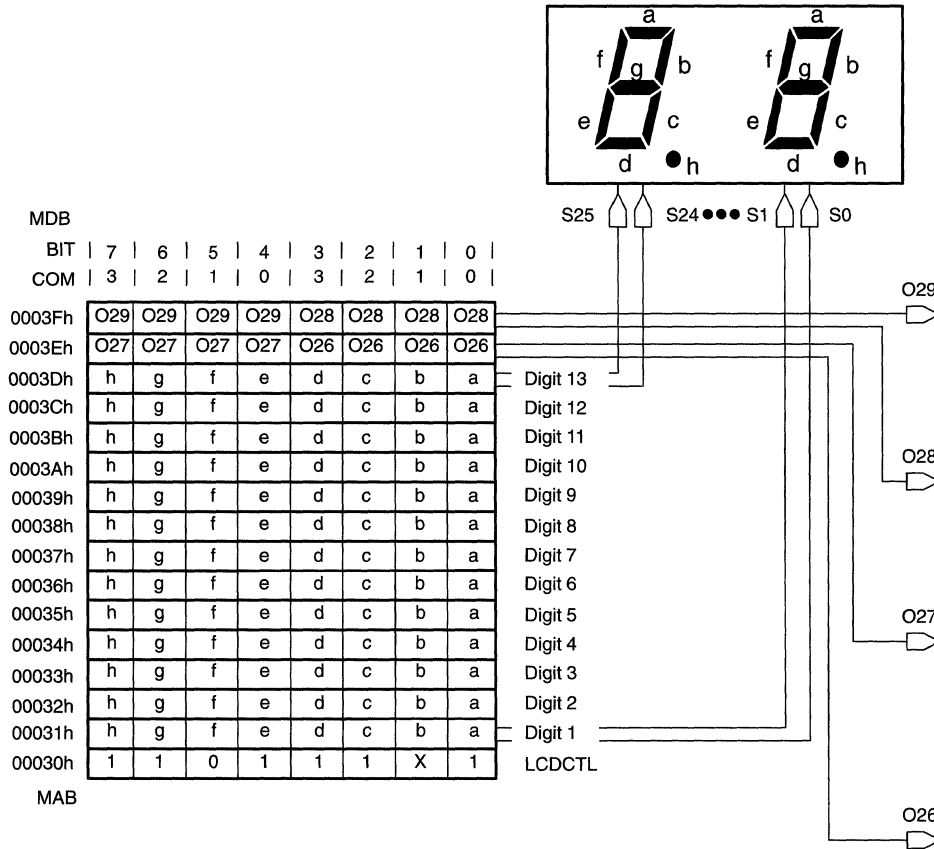 a a
f g b f g b
e c e c
d h d h
S25 S24 ●●● S1 S0
MDB
BIT | 7 | 6 | 5 | 4 | 3 | 2 | 1 | 0 |
COM | 3 | 2 | 1 | 0 | 3 | 2 | 1 | 0 |
O29
0003Fh O29 O29 O29 O29 O28 O28 O28 O28
0003Eh O27 O27 O27 O27 O26 O26 O26 O26
0003Dh h g f e d c b a Digit 13
0003Ch h g f e d c b a Digit 12
0003Bh h g f e d c b a Digit 11
0003Ah h g f e d c b a Digit 10
O28
00039h h g f e d c b a Digit 9
00038h h g f e d c b a Digit 8
00037h h g f e d c b a Digit 7
00036h h g f e d c b a Digit 6
00035h h g f e d c b a Digit 5
O27
00034h h g f e d c b a Digit 4
00033h h g f e d c b a Digit 3
00032h h g f e d c b a Digit 2
00031h h g f e d c b a Digit 1
00030h 1 1 0 1 1 1 X 1 LCDCTL
MAB
O26